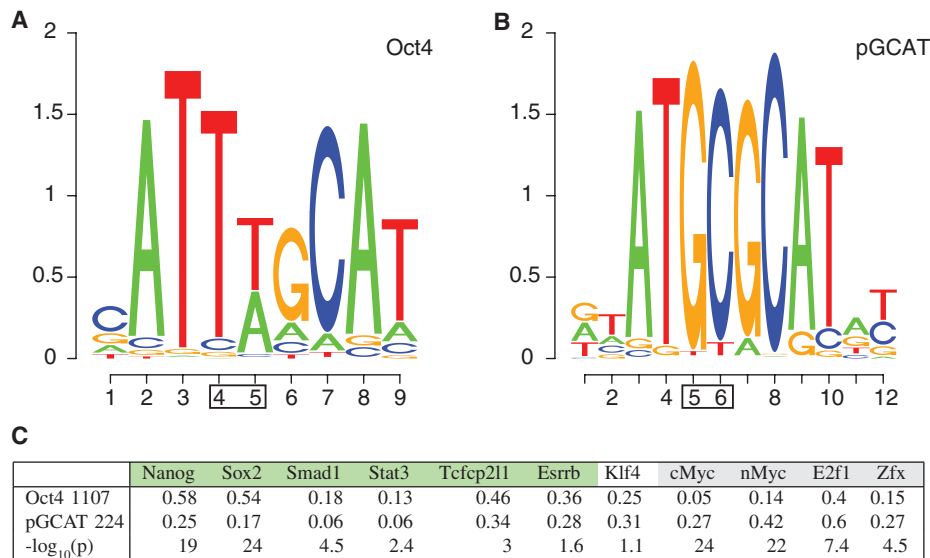 A
B
2
1.5
1
0.5
0
Oct4
1 2 3 4 5 6 7 8 9
2
1.5
1
0.5
0
pGCAT
2 4 5 6 8 10 12
C
Nanog Sox2 Smad1 Stat3 Tcfcp2l1 Esrrb Klf4 cMyc nMyc E2f1 Zfx
Oct4 1107 0.58 0.54 0.18 0.13 0.46 0.36 0.25 0.05 0.14 0.4 0.15
pGCAT 224 0.25 0.17 0.06 0.06 0.34 0.28 0.31 0.27 0.42 0.6 0.27
-log10(p) 19 24 4.5 2.4 3 1.6 1.1 24 22 7.4 4.5